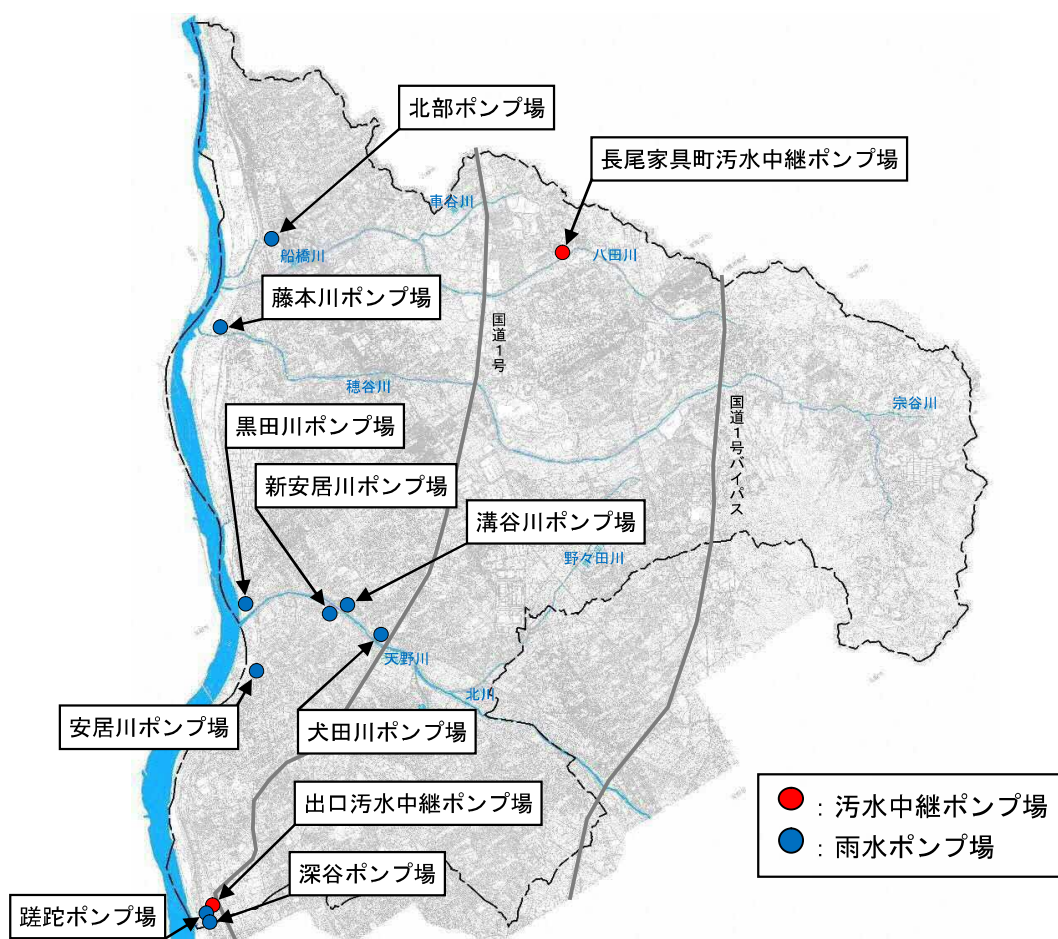 北部ポンプ場
長尾家具町汚水中継ポンプ場
車谷川
船橋川
八田川
藤本川ポンプ場
国道1号
穂谷川
国道1号バイパス
宗谷川
黒田川ポンプ場
新安居川ポンプ場
溝谷川ポンプ場
野々田川
天野川
北川
安居川ポンプ場
犬田川ポンプ場
出口汚水中継ポンプ場
深谷ポンプ場
蹉跎ポンプ場
：汚水中継ポンプ場
：雨水ポンプ場